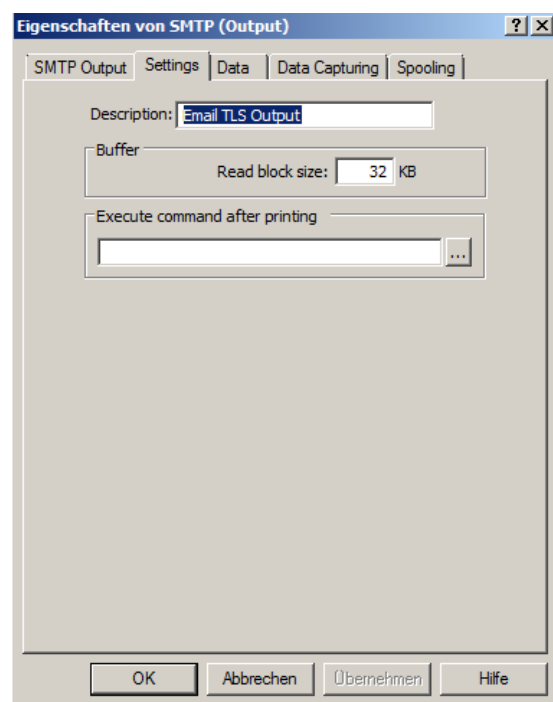 Eigenschaften von SMTP (Output)
SMTP Output Settings Data Data Capturing Spooling
Description: Email TLS Output
Buffer
Read block size: 32 KB
Execute command after printing
...
OK Abbrechen Übernehmen Hilfe